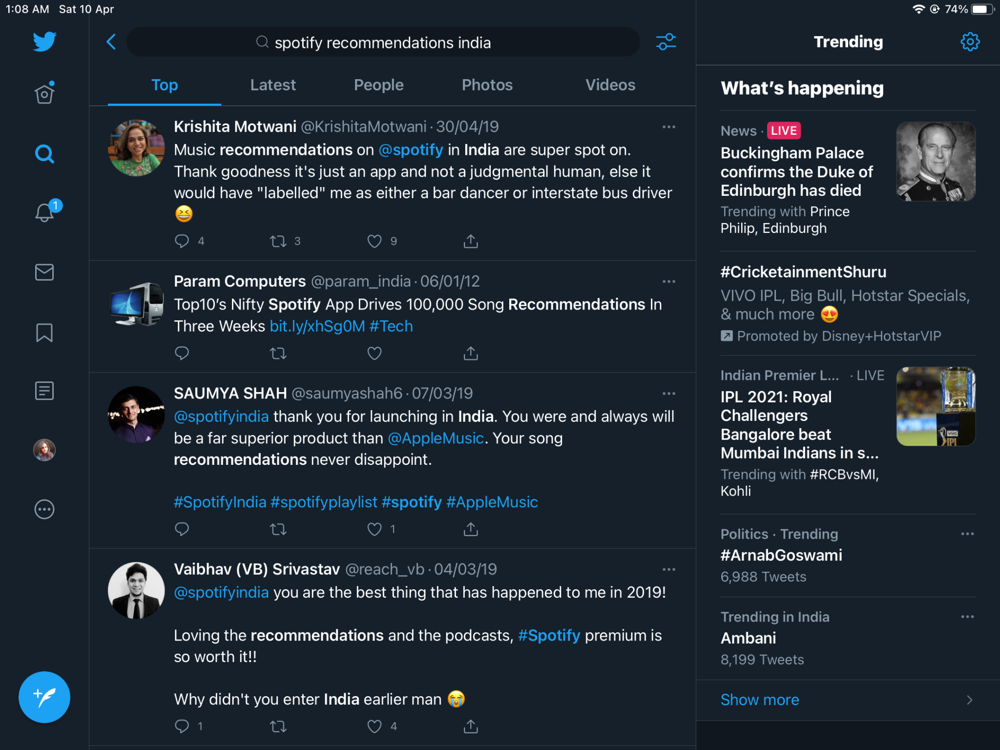 1:08 AM Sat 10 Apr
74%
spotify recommendations india
Top Latest People Photos Videos
Krishita Motwani @KrishitaMotwani · 30/04/19
Music recommendations on @spotify in India are super spot on.
Thank goodness it's just an app and not a judgmental human, else it
would have "labelled" me as either a bar dancer or interstate bus driver
😆
4 3 9
Param Computers @param_india · 06/01/12
Top10’s Nifty Spotify App Drives 100,000 Song Recommendations In
Three Weeks bit.ly/xhSg0M #Tech
SAUMYA SHAH @saumyashah6 · 07/03/19
@spotifyindia thank you for launching in India. You were and always will
be a far superior product than @AppleMusic. Your song
recommendations never disappoint.
#SpotifyIndia #spotifyplaylist #spotify #AppleMusic
1
Vaibhav (VB) Srivastav @reach_vb · 04/03/19
@spotifyindia you are the best thing that has happened to me in 2019!
Loving the recommendations and the podcasts, #Spotify premium is
so worth it!!
Why didn't you enter India earlier man 😭
1 4
1
Trending
What’s happening
News · LIVE
Buckingham Palace
confirms the Duke of
Edinburgh has died
Trending with Prince
Philip, Edinburgh
#CricketainmentShuru
VIVO IPL, Big Bull, Hotstar Specials,
& much more 😍
Promoted by Disney+HotstarVIP
Indian Premier L... · LIVE
IPL 2021: Royal
Challengers
Bangalore beat
Mumbai Indians in s...
Trending with #RCBvsMI,
Kohli
vivo
IPL
Politics · Trending
#ArnabGoswami
6,988 Tweets
Trending in India
Ambani
8,199 Tweets
Show more